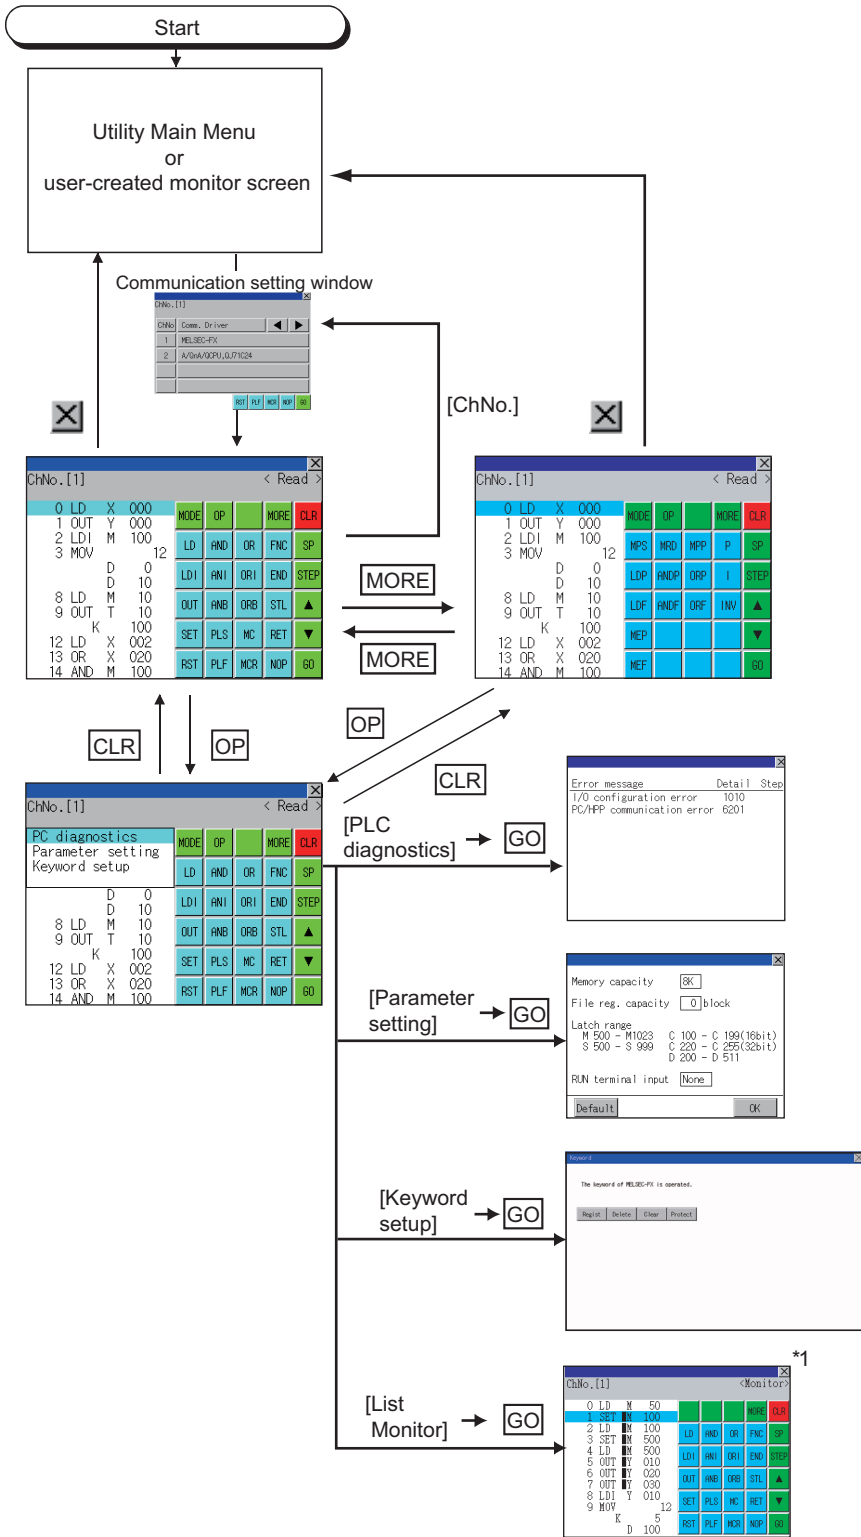 Start
Utility Main Menu
or
user-created monitor screen
Communication setting window
ChNo.[1]
ChNo Comm. Driver
1 MELSEC-FX
2 A/QnA/QCPU,QJ71C24
RST PLF MCR NOP GO
[ChNo.]
ChNo.[1] < Read >
0 LD X 000
1 OUT Y 000
2 LDI M 100
3 MOV 12
D 0
D 10
8 LD M 10
9 OUT T 10
K 100
12 LD X 002
13 OR X 020
14 AND M 100
MODE OP MORE CLR
LD AND OR FNC SP
LDI ANI ORI END STEP
OUT ANB ORB STL ▲
SET PLS MC RET ▼
RST PLF MCR NOP GO
MORE
MORE
ChNo.[1] < Read >
0 LD X 000
1 OUT Y 000
2 LDI M 100
3 MOV 12
D 0
D 10
8 LD M 10
9 OUT T 10
K 100
12 LD X 002
13 OR X 020
14 AND M 100
MODE OP MORE CLR
MPS MRD MPP P SP
LDP ANDP ORP I STEP
LDF ANDF ORF INV ▲
MEP ▼
MEF GO
CLR
OP
OP
CLR
ChNo.[1] < Read >
PC diagnostics
Parameter setting
Keyword setup
D 0
D 10
8 LD M 10
9 OUT T 10
K 100
12 LD X 002
13 OR X 020
14 AND M 100
MODE OP MORE CLR
LD AND OR FNC SP
LDI ANI ORI END STEP
OUT ANB ORB STL ▲
SET PLS MC RET ▼
RST PLF MCR NOP GO
[PLC
diagnostics]
GO
Error message Detail Step
I/O configuration error 1010
PC/HPP communication error 6201
[Parameter
setting]
GO
Memory capacity 8K
File reg. capacity 0 block
Latch range
M 500 - M1023 C 100 - C 199(16bit)
S 500 - S 999 C 220 - C 255(32bit)
D 200 - D 511
RUN terminal input None
Default OK
[Keyword
setup]
GO
Keyword
The keyword of MELSEC-FX is operated.
Regist Delete Clear Protect
[List
Monitor]
GO
*1
ChNo.[1] <Monitor>
0 LD M 50
1 SET M 100
2 LD M 100
3 SET M 500
4 LD M 500
5 OUT Y 010
6 OUT Y 020
7 OUT Y 030
8 LDI Y 010
9 MOV 12
K 5
D 100
MORE CLR
LD AND OR FNC SP
LDI ANI ORI END STEP
OUT ANB ORB STL ▲
SET PLS MC RET ▼
RST PLF MCR NOP GO